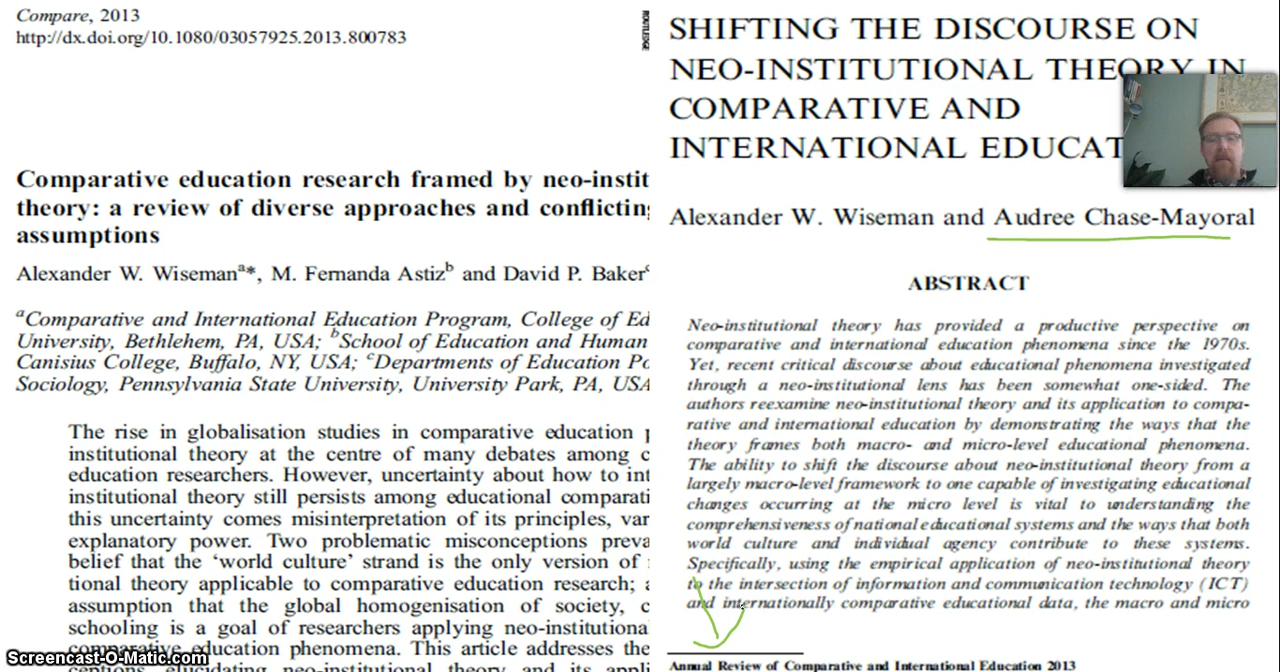 Compare, 2013
http://dx.doi.org/10.1080/03057925.2013.800783
ROUTLEDGE
Comparative education research framed by neo-instit
theory: a review of diverse approaches and conflicting
assumptions
Alexander W. Wisemanᵃ*, M. Fernanda Astizᵇ and David P. Bakerᶜ
ᵃComparative and International Education Program, College of Ed
University, Bethlehem, PA, USA; ᵇSchool of Education and Human
Canisius College, Buffalo, NY, USA; ᶜDepartments of Education Po
Sociology, Pennsylvania State University, University Park, PA, USA
The rise in globalisation studies in comparative education p
institutional theory at the centre of many debates among c
education researchers. However, uncertainty about how to int
institutional theory still persists among educational comparati
this uncertainty comes misinterpretation of its principles, var
explanatory power. Two problematic misconceptions preva
belief that the ‘world culture’ strand is the only version of
tional theory applicable to comparative education research; a
assumption that the global homogenisation of society, c
schooling is a goal of researchers applying neo-institutional
comparative education phenomena. This article addresses the
ceptions, elucidating neo-institutional theory and its appli
SHIFTING THE DISCOURSE ON
NEO-INSTITUTIONAL THEORY IN
COMPARATIVE AND
INTERNATIONAL EDUCAT
Alexander W. Wiseman and Audree Chase-Mayoral
ABSTRACT
Neo-institutional theory has provided a productive perspective on
comparative and international education phenomena since the 1970s.
Yet, recent critical discourse about educational phenomena investigated
through a neo-institutional lens has been somewhat one-sided. The
authors reexamine neo-institutional theory and its application to compa-
rative and international education by demonstrating the ways that the
theory frames both macro- and micro-level educational phenomena.
The ability to shift the discourse about neo-institutional theory from a
largely macro-level framework to one capable of investigating educational
changes occurring at the micro level is vital to understanding the
comprehensiveness of national educational systems and the ways that both
world culture and individual agency contribute to these systems.
Specifically, using the empirical application of neo-institutional theory
to the intersection of information and communication technology (ICT)
and internationally comparative educational data, the macro and micro
Annual Review of Comparative and International Education 2013
Screencast-O-Matic.com